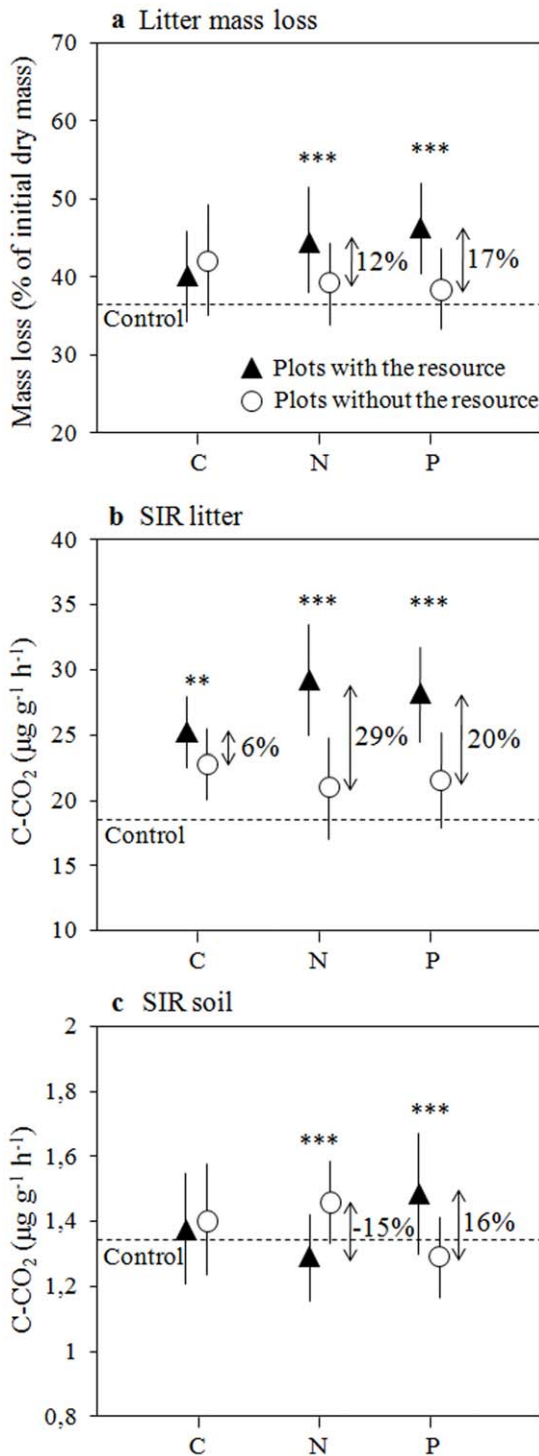 a Litter mass loss
Mass loss (% of initial dry mass)
70
60
50
40
30
20
***
***
12%
17%
Control
▲ Plots with the resource
○ Plots without the resource
C N P
b SIR litter
C-CO₂ (µg g⁻¹ h⁻¹)
40
35
30
25
20
15
10
**
***
***
6%
29%
20%
Control
C N P
c SIR soil
C-CO₂ (µg g⁻¹ h⁻¹)
2
1,8
1,6
1,4
1,2
1
0,8
***
***
-15%
16%
Control
C N P